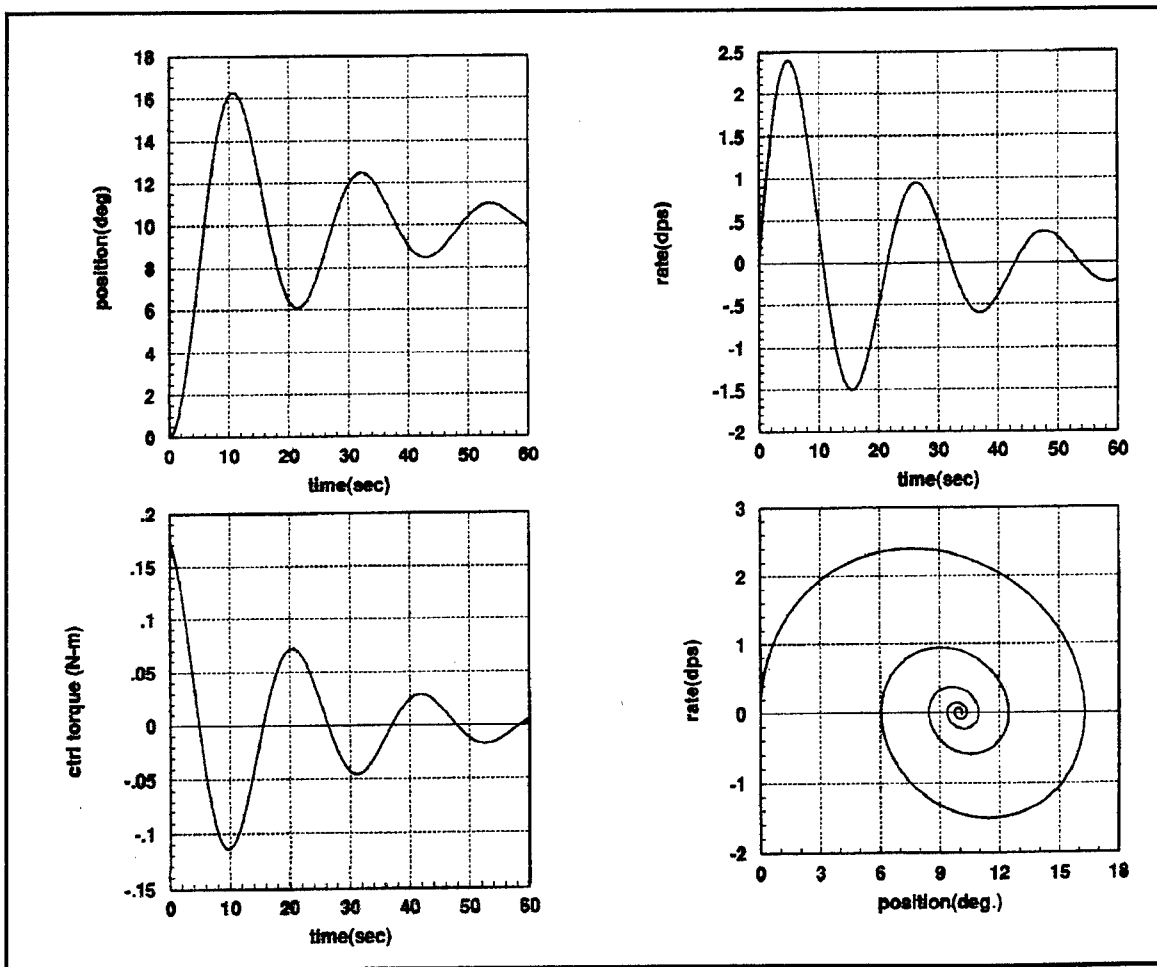 18
16
14
12
10
8
6
4
2
0
position(deg)
0 10 20 30 40 50 60
time(sec)
2.5
2
1.5
1
.5
0
-.5
-1
-1.5
-2
rate(dps)
0 10 20 30 40 50 60
time(sec)
.2
.15
.1
.05
0
-.05
-.1
-.15
ctrl torque (N-m)
0 10 20 30 40 50 60
time(sec)
3
2
1
0
-1
-2
rate(dps)
0 3 6 9 12 15 18
position(deg.)